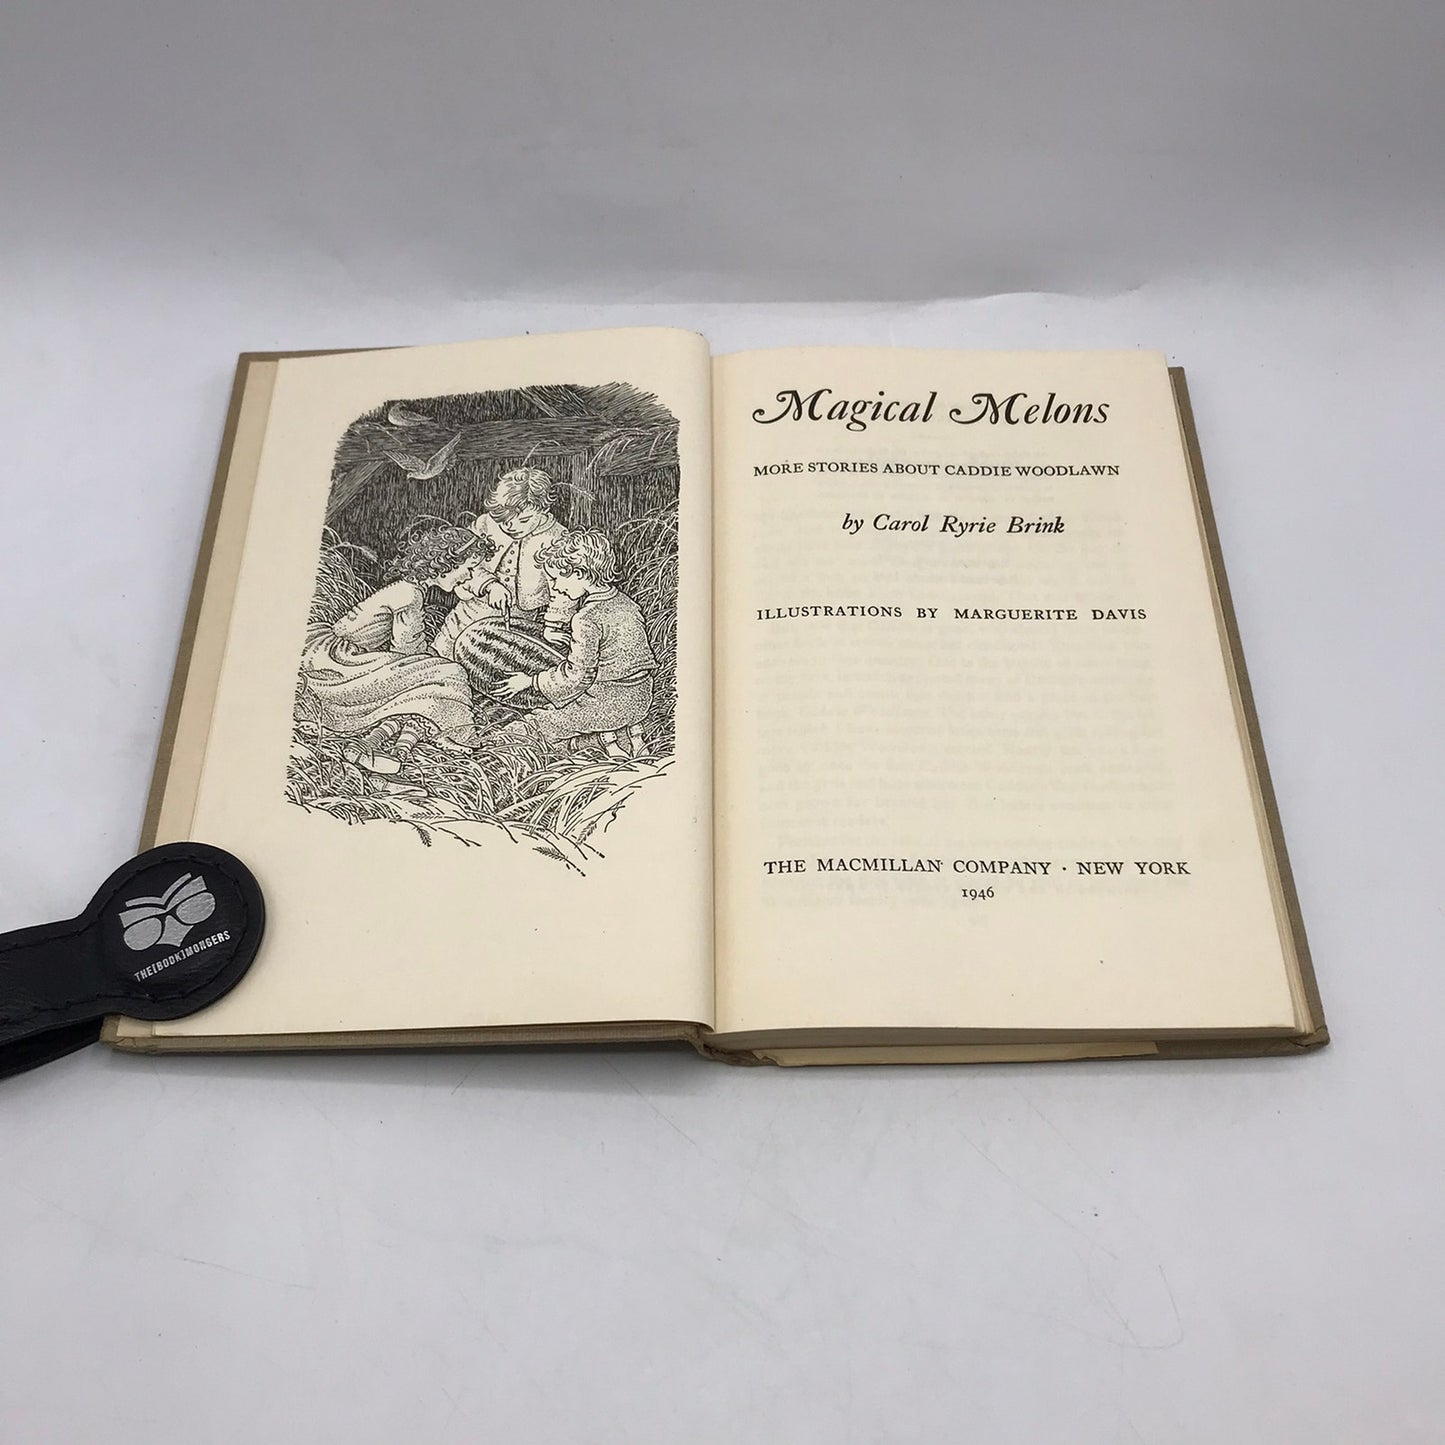 Magical Melons
MORE STORIES ABOUT CADDIE WOODLAWN
by Carol Ryrie Brink
ILLUSTRATIONS BY MARGUERITE DAVIS
THE MACMILLAN COMPANY · NEW YORK
1946
THE[BOOK]MONGERS